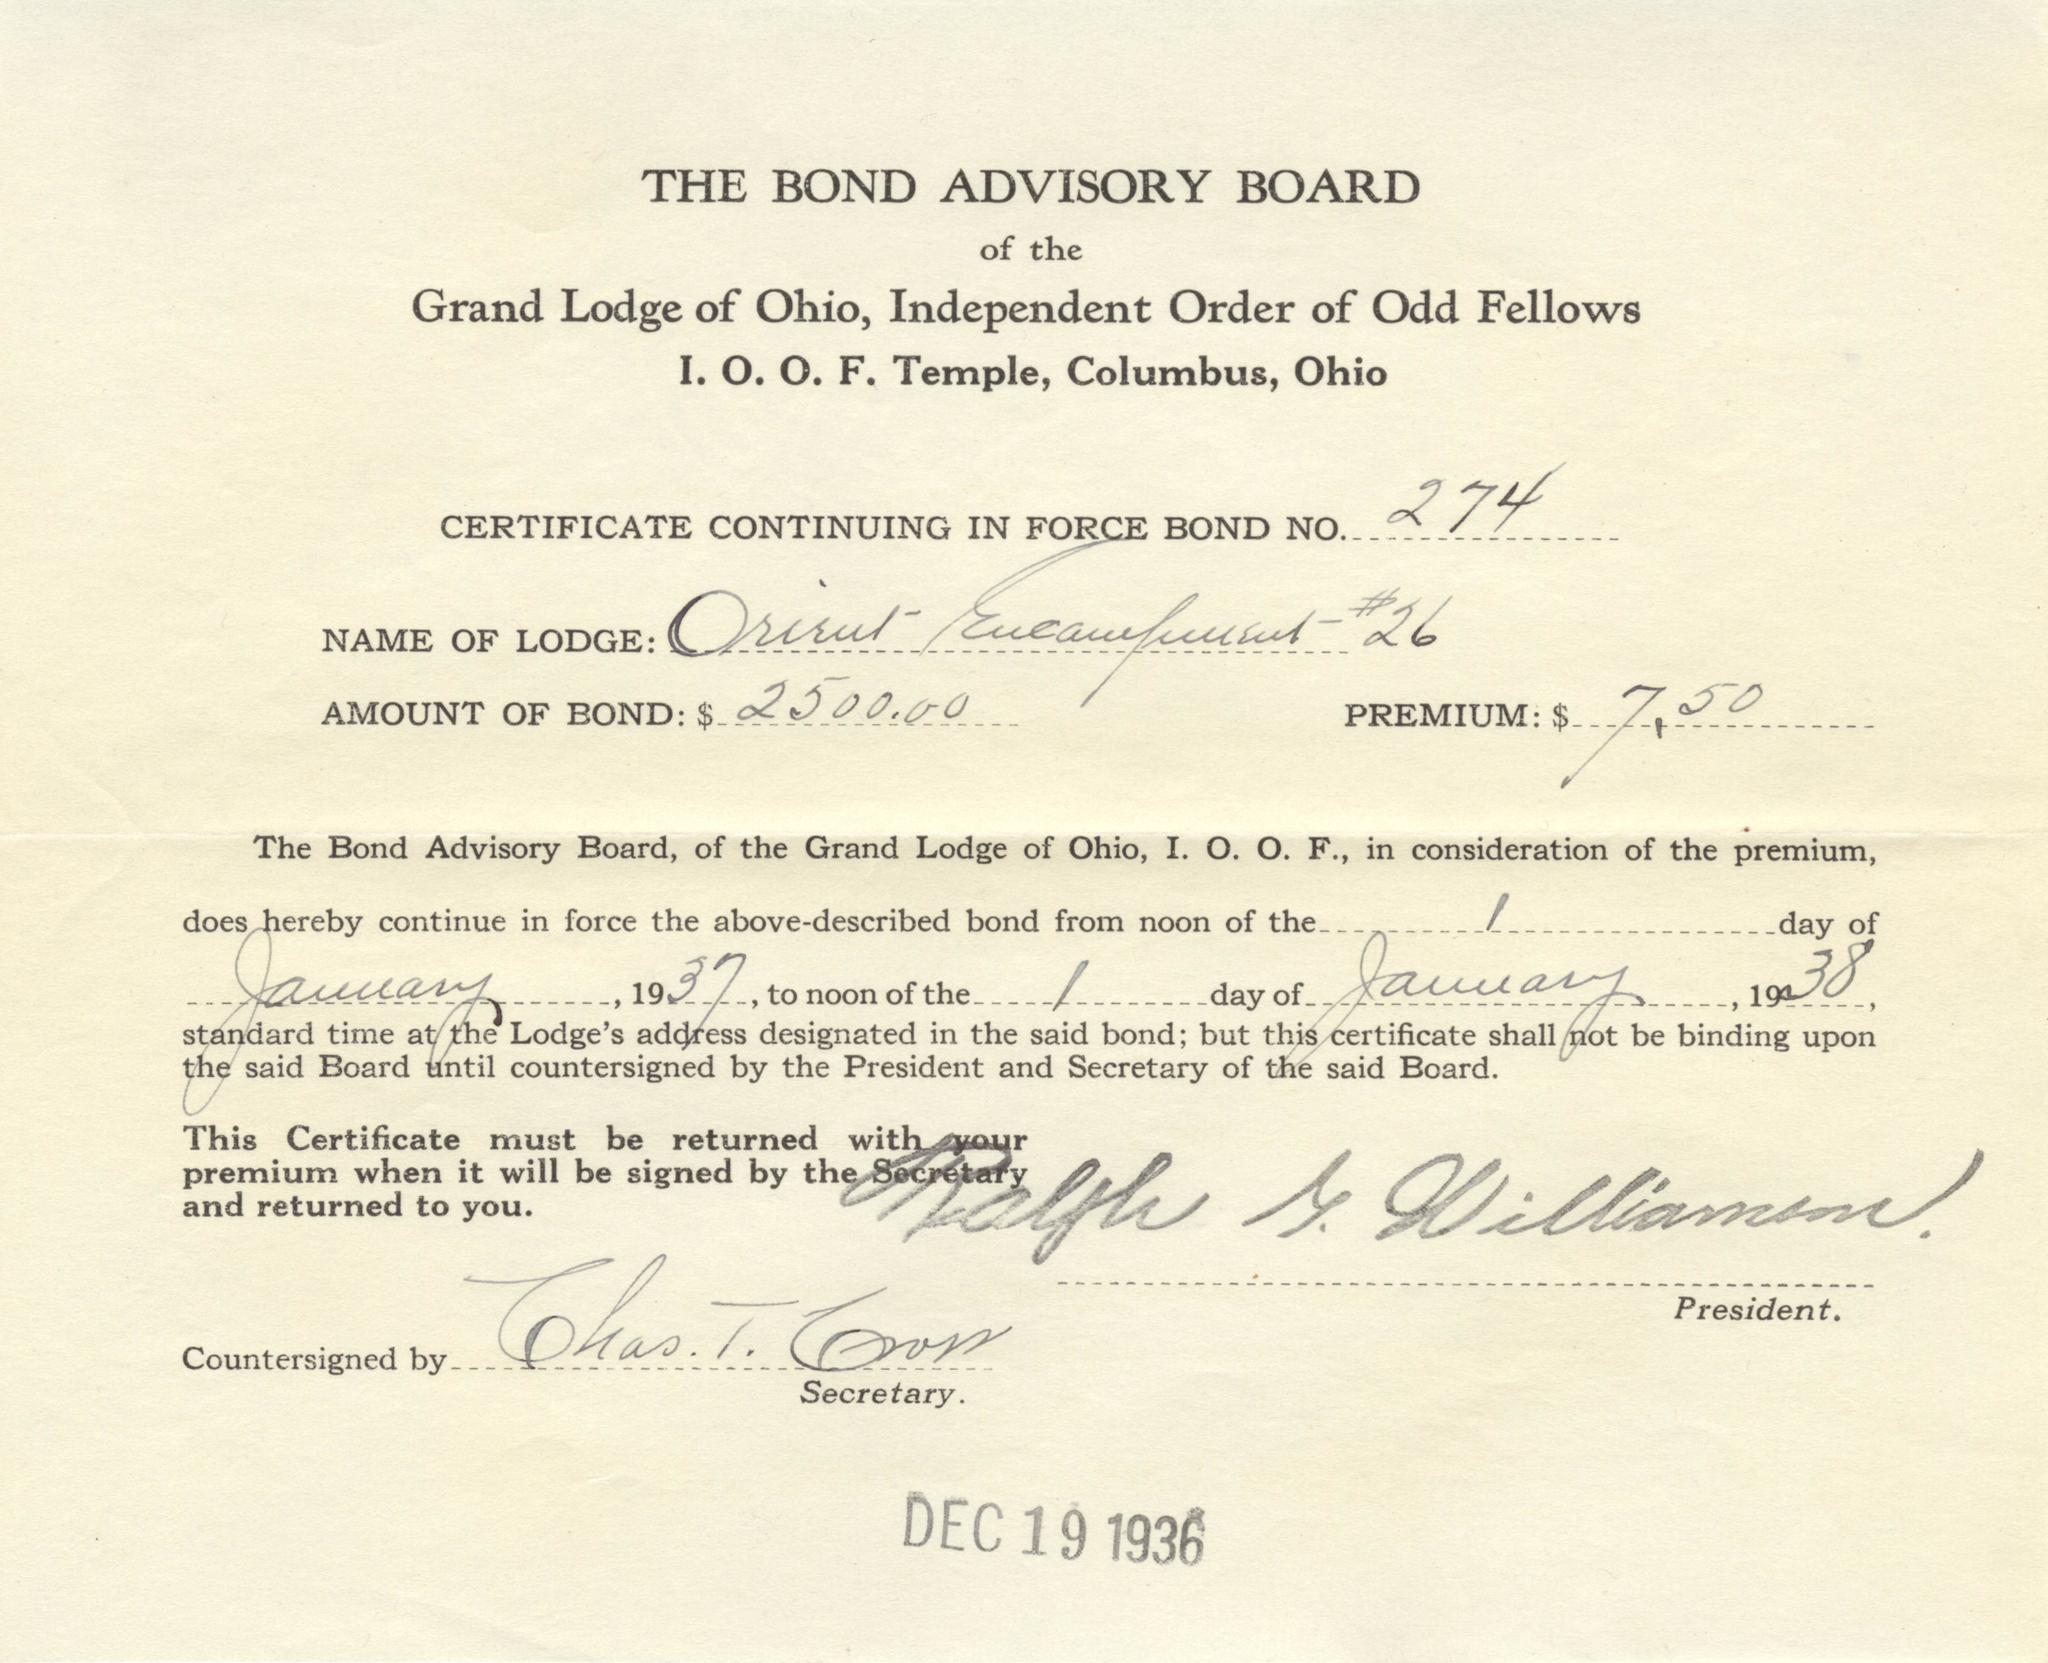 THE BOND ADVISORY BOARD
of the
Grand Lodge of Ohio, Independent Order of Odd Fellows
I. O. O. F. Temple, Columbus, Ohio
CERTIFICATE CONTINUING IN FORCE BOND NO. 274
NAME OF LODGE: Orient Encampment #26
AMOUNT OF BOND: $ 2500.00 PREMIUM: $ 7.50
The Bond Advisory Board, of the Grand Lodge of Ohio, I. O. O. F., in consideration of the premium,
does hereby continue in force the above-described bond from noon of the 1 day of
January, 1937, to noon of the 1 day of January, 1938,
standard time at the Lodge's address designated in the said bond; but this certificate shall not be binding upon
the said Board until countersigned by the President and Secretary of the said Board.
This Certificate must be returned with your
premium when it will be signed by the Secretary
and returned to you.
Ralph G. Williamson.
President.
Countersigned by Chas. T. Cross
Secretary.
DEC 19 1936